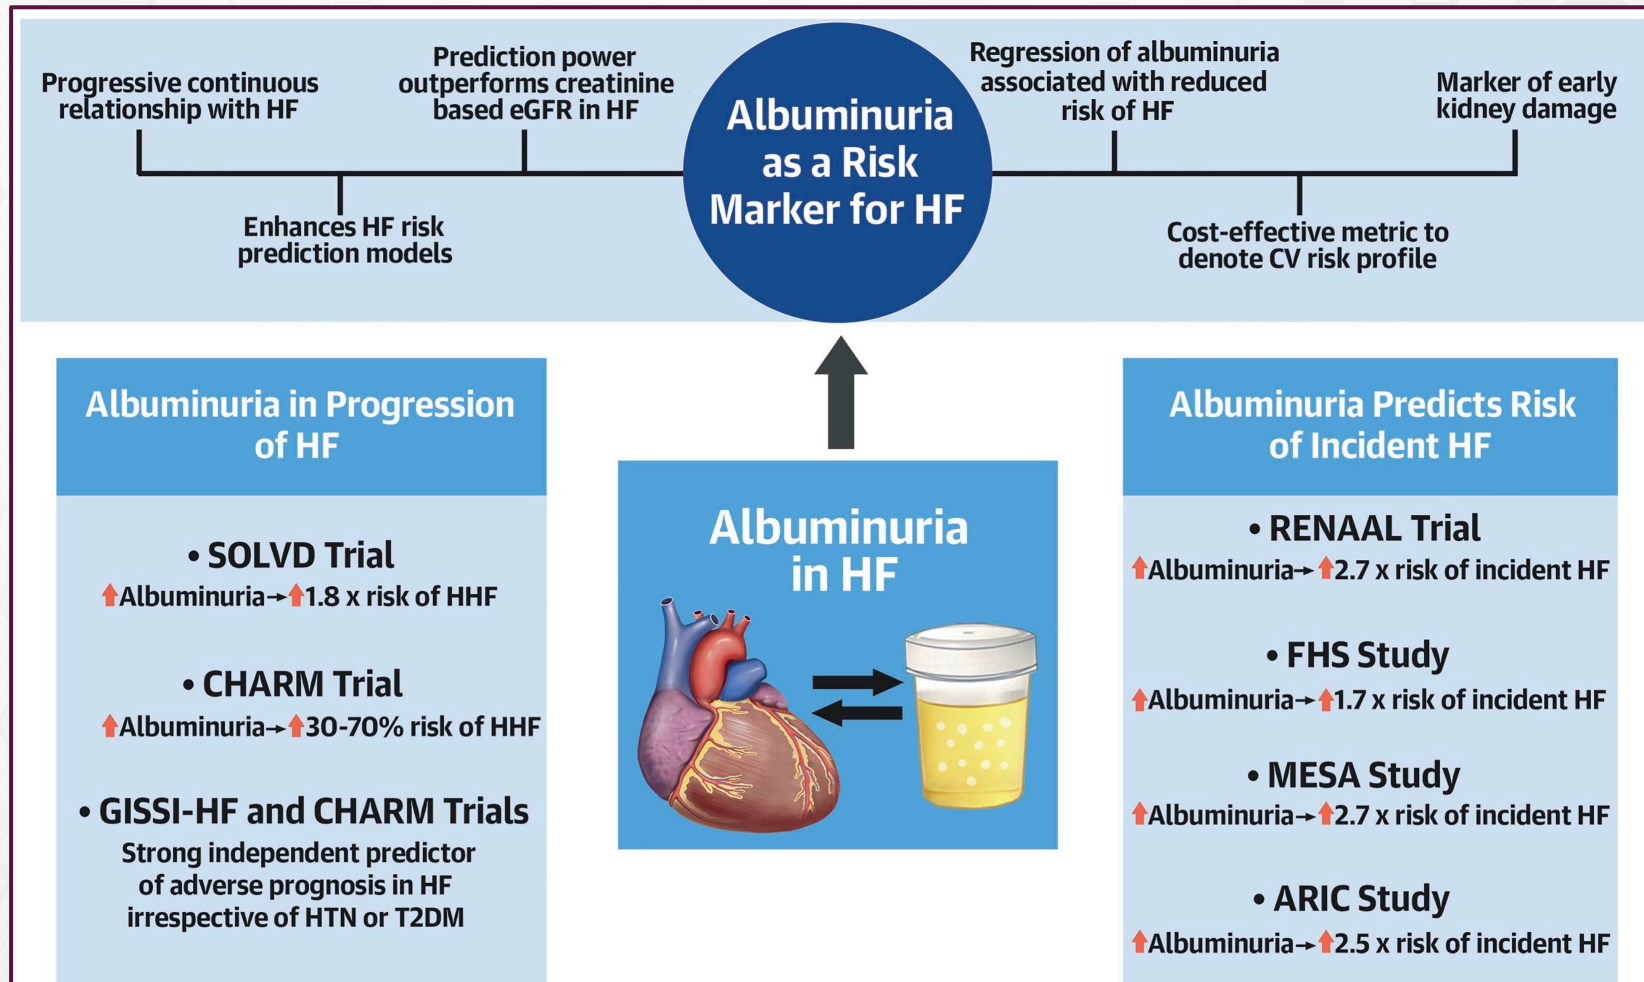 Progressive continuous
relationship with HF
Prediction power
outperforms creatinine
based eGFR in HF
Enhances HF risk
prediction models
Albuminuria
as a Risk
Marker for HF
Regression of albuminuria
associated with reduced
risk of HF
Marker of early
kidney damage
Cost-effective metric to
denote CV risk profile
Albuminuria in Progression
of HF
• SOLVD Trial
↑Albuminuria→↑1.8 x risk of HHF
• CHARM Trial
↑Albuminuria→↑30-70% risk of HHF
• GISSI-HF and CHARM Trials
Strong independent predictor
of adverse prognosis in HF
irrespective of HTN or T2DM
Albuminuria
in HF
Albuminuria Predicts Risk
of Incident HF
• RENAAL Trial
↑Albuminuria→↑2.7 x risk of incident HF
• FHS Study
↑Albuminuria→↑1.7 x risk of incident HF
• MESA Study
↑Albuminuria→↑2.7 x risk of incident HF
• ARIC Study
↑Albuminuria→↑2.5 x risk of incident HF